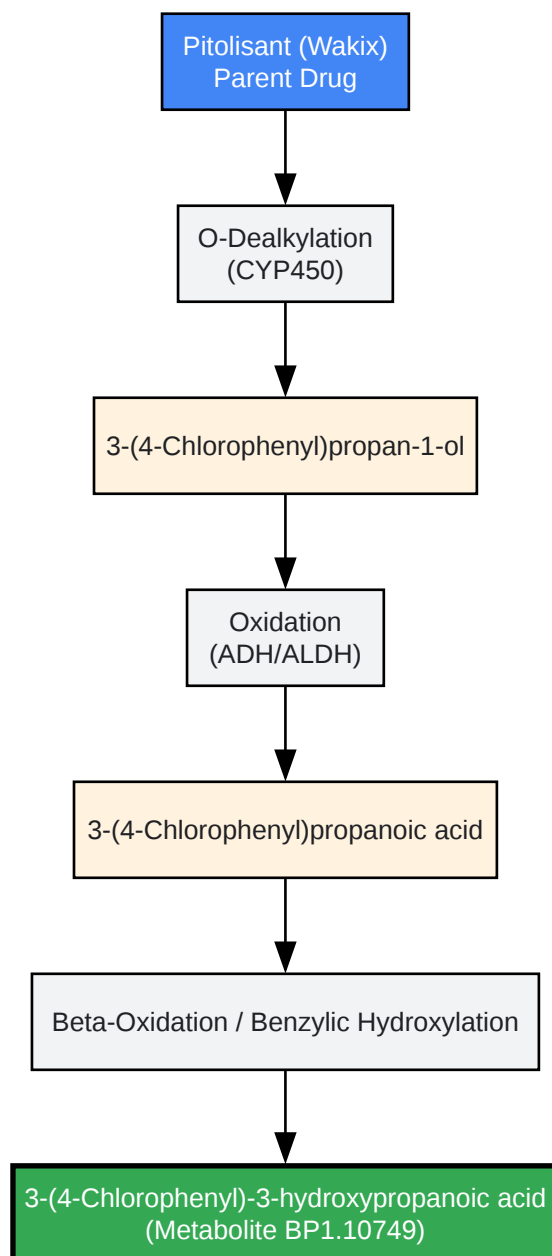 Pitolisant (Wakix)
Parent Drug
O-Dealkylation
(CYP450)
3-(4-Chlorophenyl)propan-1-ol
Oxidation
(ADH/ALDH)
3-(4-Chlorophenyl)propanoic acid
Beta-Oxidation / Benzylic Hydroxylation
3-(4-Chlorophenyl)-3-hydroxypropanoic acid
(Metabolite BP1.10749)